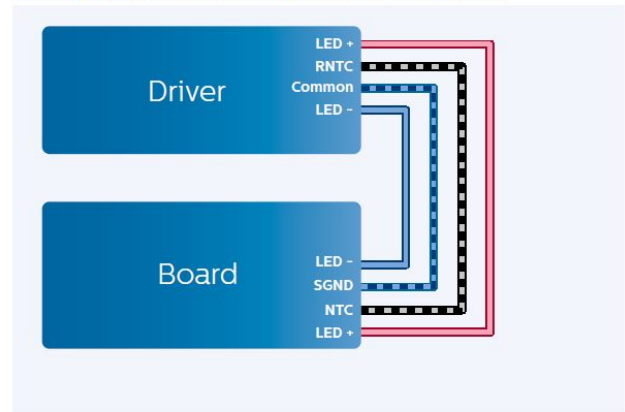 LED +
RNTC
Driver
Common
LED -
LED -
Board
SGND
NTC
LED +